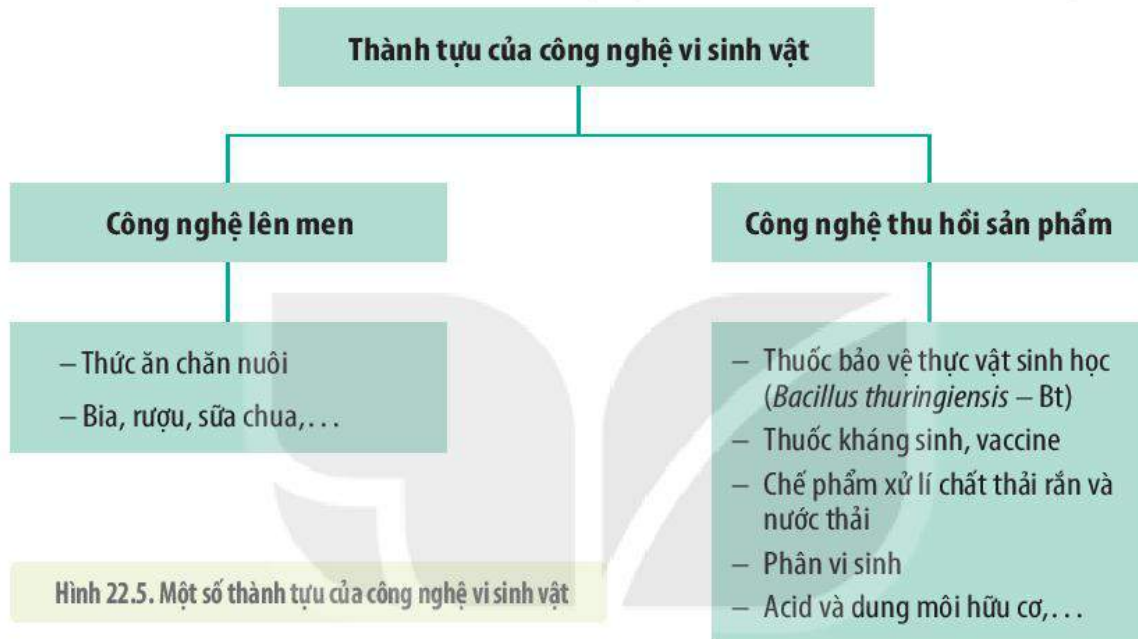 Thành tựu của công nghệ vi sinh vật
Công nghệ lên men
Công nghệ thu hồi sản phẩm
– Thức ăn chăn nuôi
– Bia, rượu, sữa chua,…
– Thuốc bảo vệ thực vật sinh học
(Bacillus thuringiensis – Bt)
– Thuốc kháng sinh, vaccine
– Chế phẩm xử lí chất thải rắn và
nước thải
– Phân vi sinh
– Acid và dung môi hữu cơ,…
Hình 22.5. Một số thành tựu của công nghệ vi sinh vật